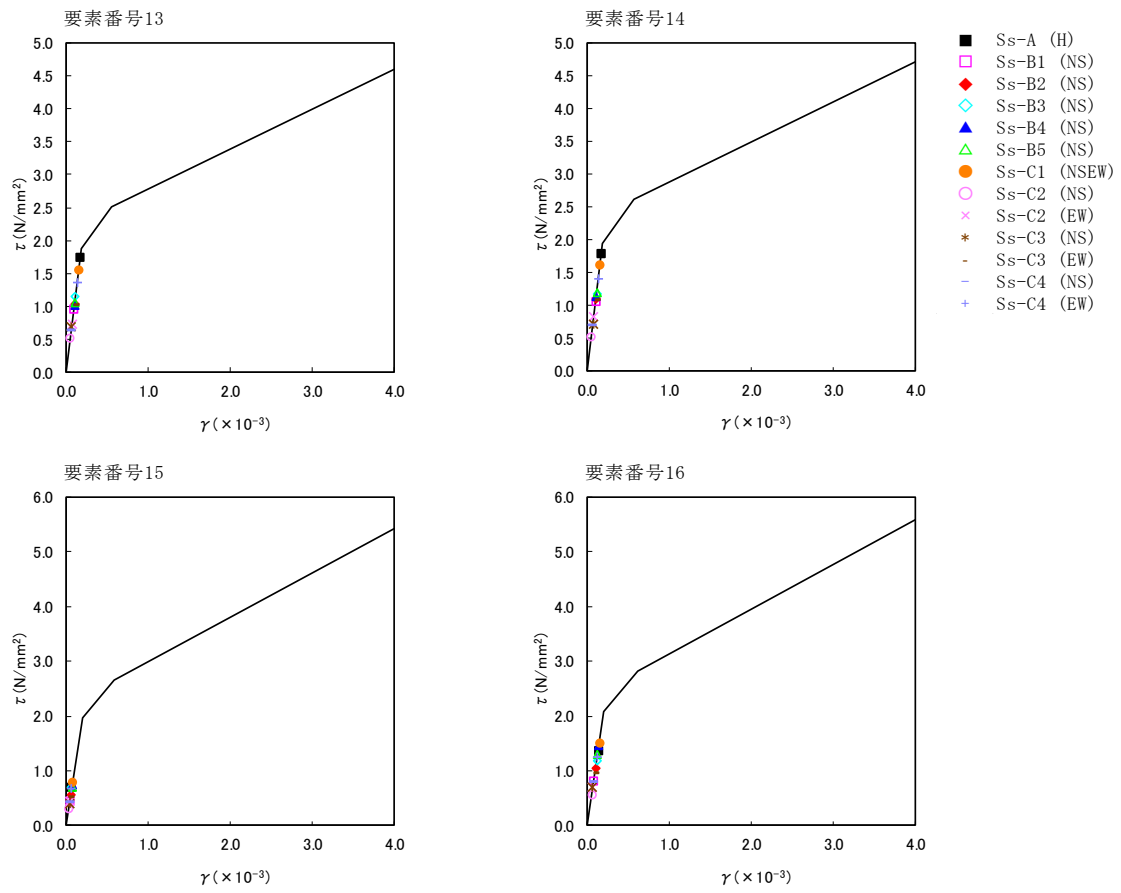 要素番号13
5.0
4.5
4.0
3.5
3.0
2.5
2.0
1.5
1.0
0.5
0.0
τ(N/mm²)
0.0 1.0 2.0 3.0 4.0
γ(×10⁻³)
要素番号14
5.0
4.5
4.0
3.5
3.0
2.5
2.0
1.5
1.0
0.5
0.0
τ(N/mm²)
0.0 1.0 2.0 3.0 4.0
γ(×10⁻³)
Ss-A (H)
Ss-B1 (NS)
Ss-B2 (NS)
Ss-B3 (NS)
Ss-B4 (NS)
Ss-B5 (NS)
Ss-C1 (NSEW)
Ss-C2 (NS)
Ss-C2 (EW)
Ss-C3 (NS)
Ss-C3 (EW)
Ss-C4 (NS)
Ss-C4 (EW)
要素番号15
6.0
5.0
4.0
3.0
2.0
1.0
0.0
τ(N/mm²)
0.0 1.0 2.0 3.0 4.0
γ(×10⁻³)
要素番号16
6.0
5.0
4.0
3.0
2.0
1.0
0.0
τ(N/mm²)
0.0 1.0 2.0 3.0 4.0
γ(×10⁻³)